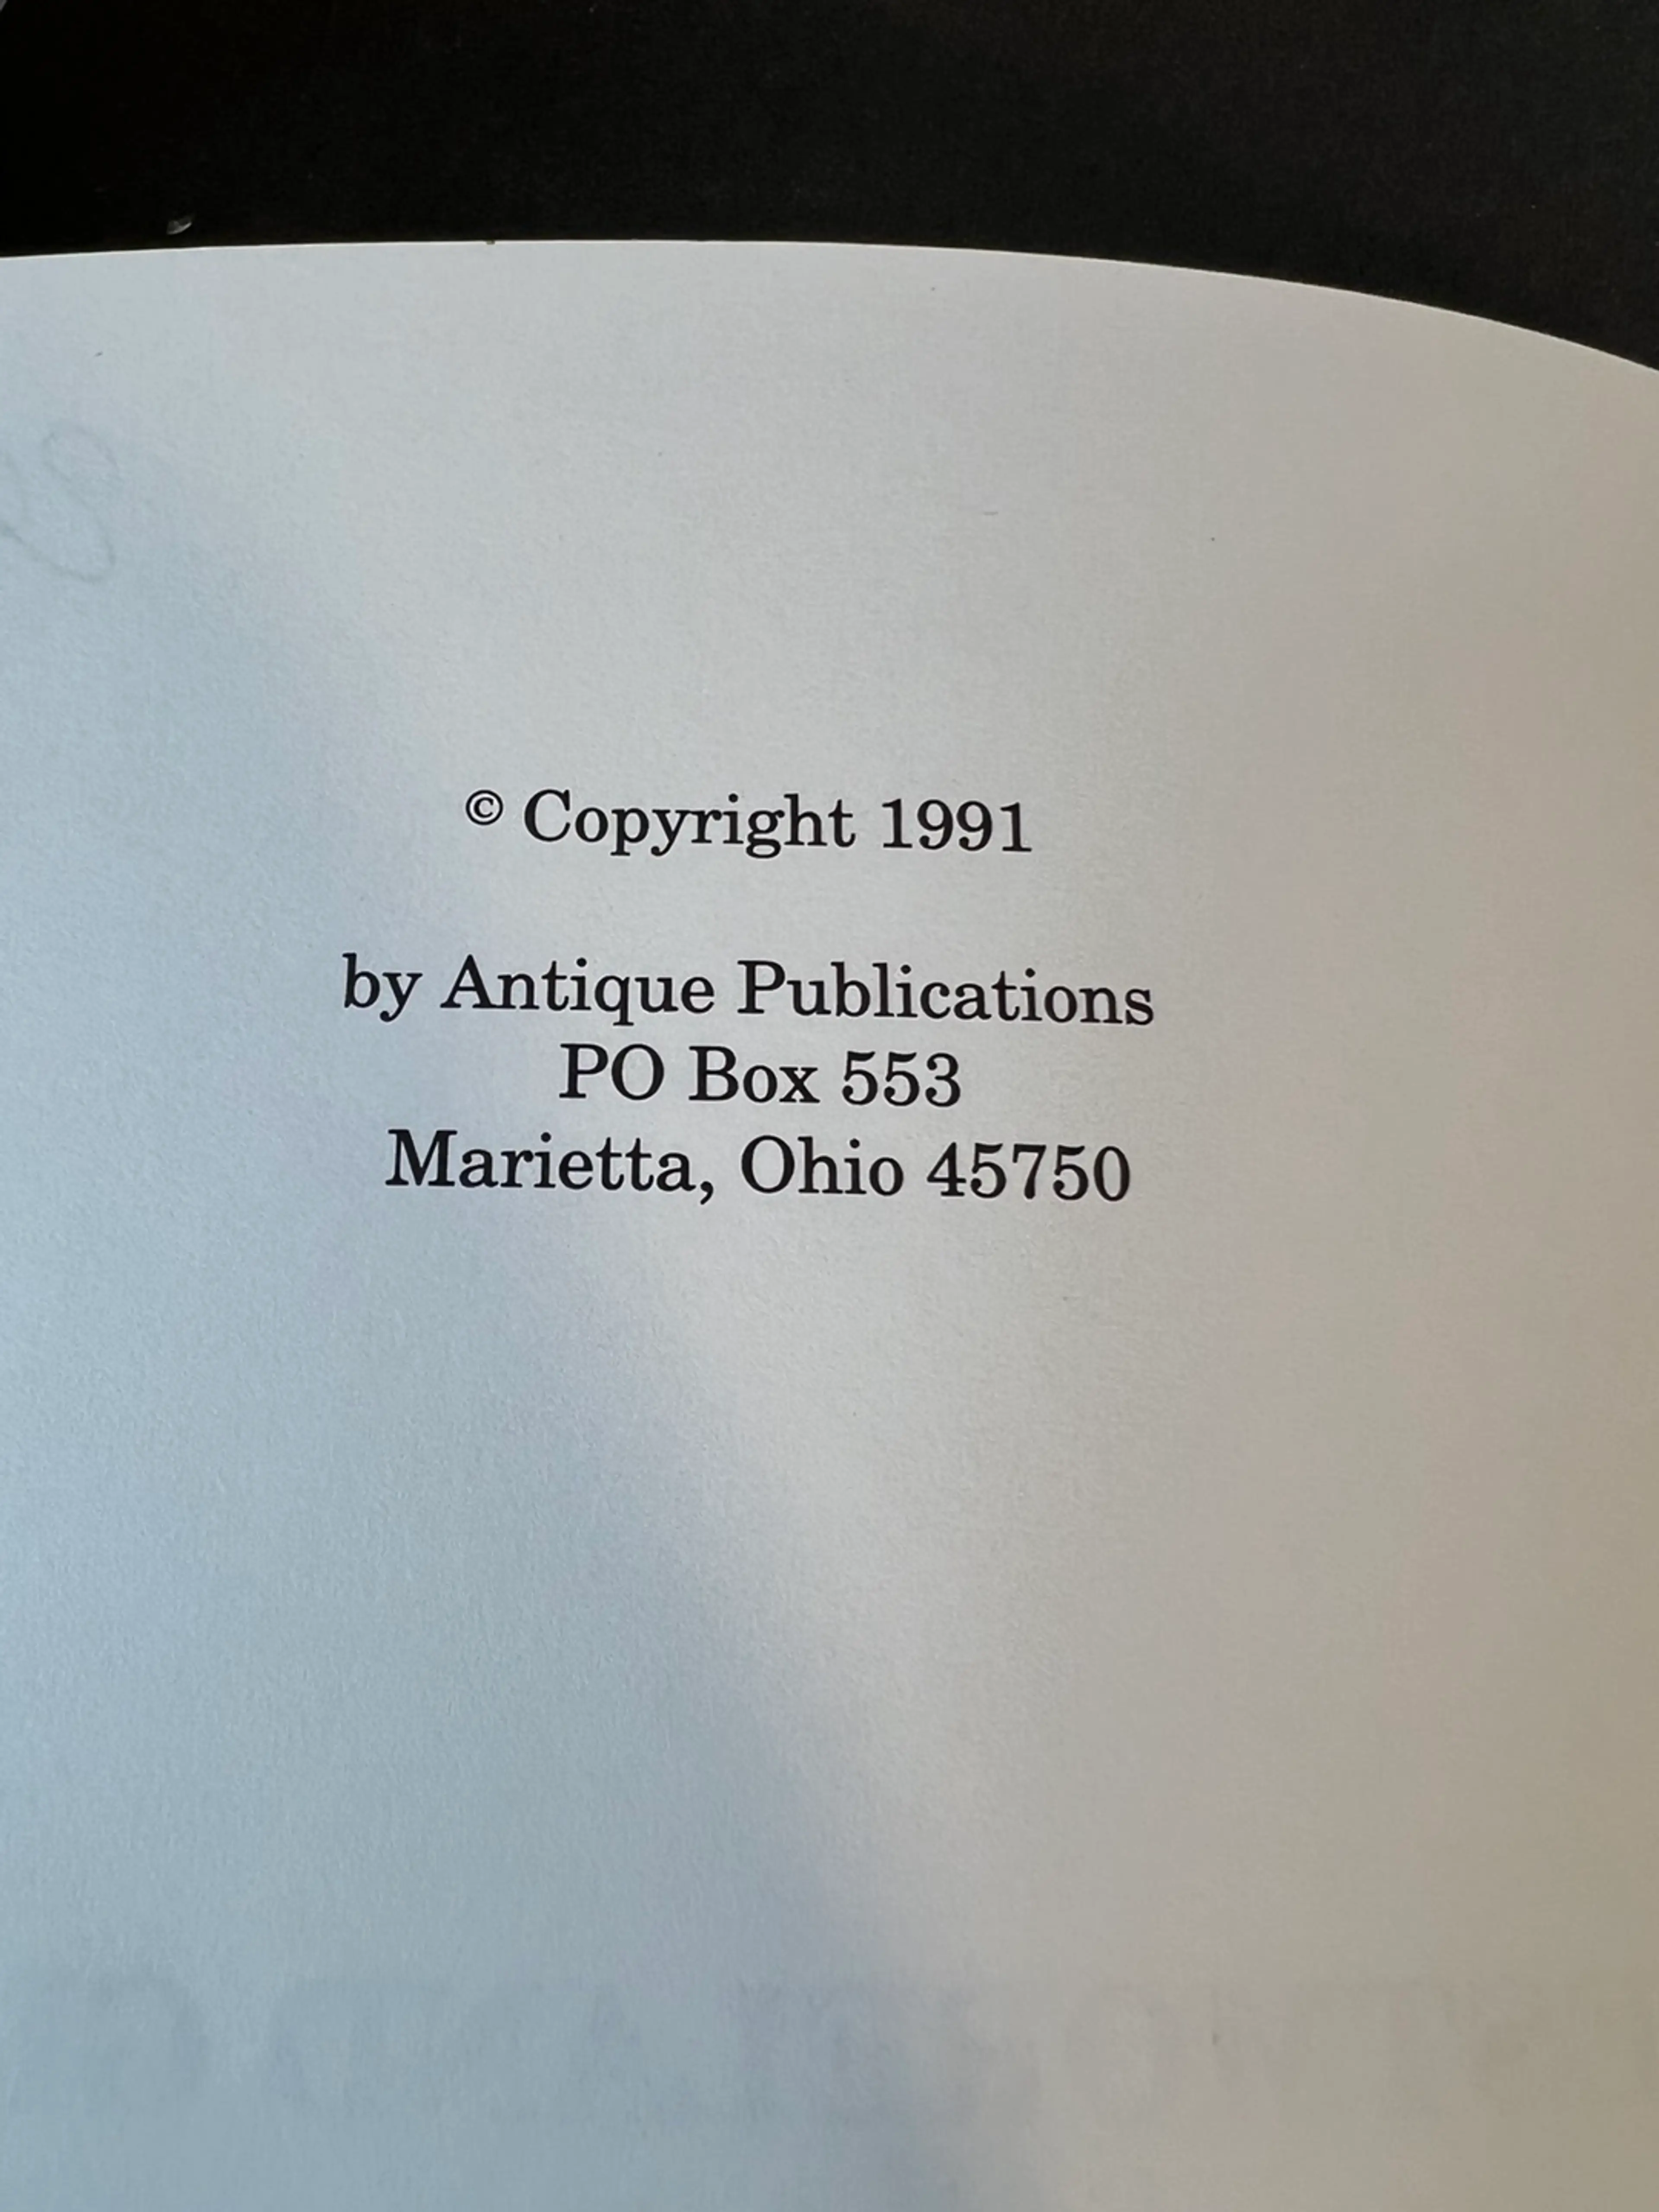 © Copyright 1991
by Antique Publications
PO Box 553
Marietta, Ohio 45750